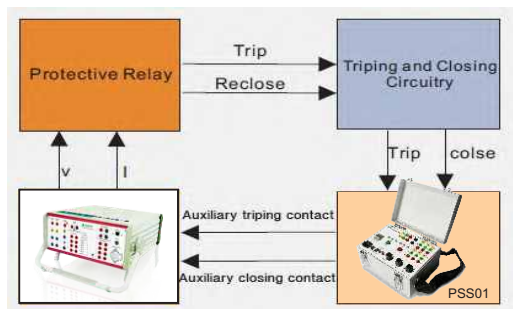 Protective Relay
Trip
Reclose
Triping and Closing
Circuitry
Trip
colse
v
I
Auxiliary triping contact
Auxiliary closing contact
PSS01